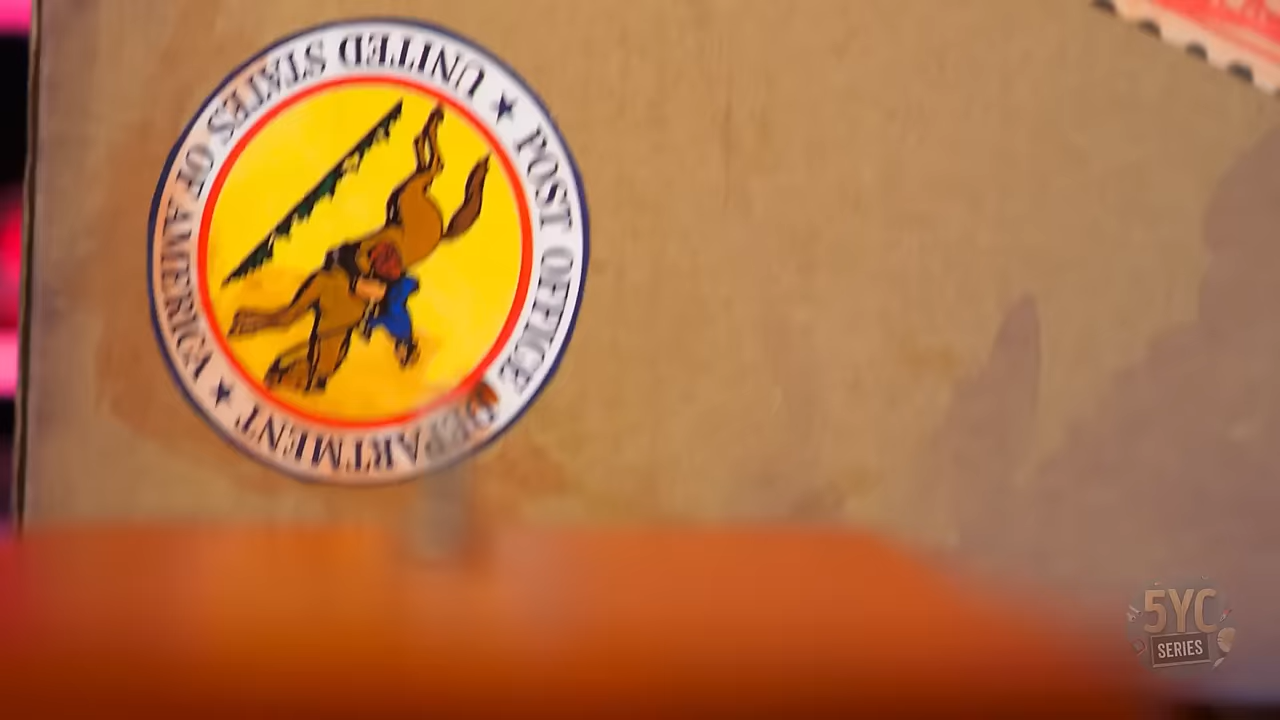 POST OFFICE DEPARTMENT ★ UNITED STATES OF AMERICA ★
5YC
SERIES